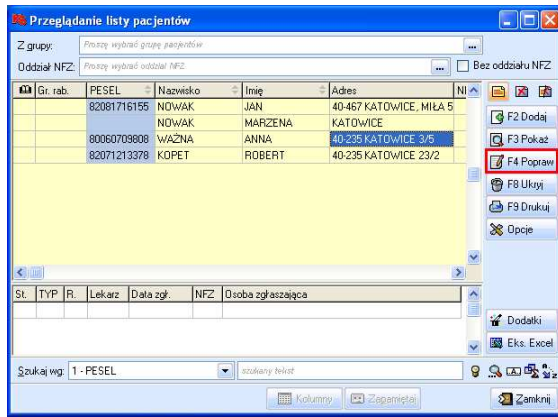 Przeglądanie listy pacjentów
Z grupy: Proszę wybrać grupę pacjentów ...
Oddział NFZ: Proszę wybrać oddział NFZ ... Bez oddziału NFZ
Gr. rab. PESEL Nazwisko Imię Adres NI
82081716155 NOWAK JAN 40-467 KATOWICE, MIŁA 5
NOWAK MARZENA KATOWICE
80060709808 WAŻNA ANNA 40-235 KATOWICE 3/5
82071213378 KOPET ROBERT 40-235 KATOWICE 23/2
F2 Dodaj
F3 Pokaż
F4 Popraw
F8 Ukryj
F9 Drukuj
Opcje
St. TYP R. Lekarz Data zgł. NFZ Osoba zgłaszająca
Dodatki
Eks. Excel
Szukaj wg: 1 - PESEL szukany tekst
Kolumny Zapamiętaj Zamknij